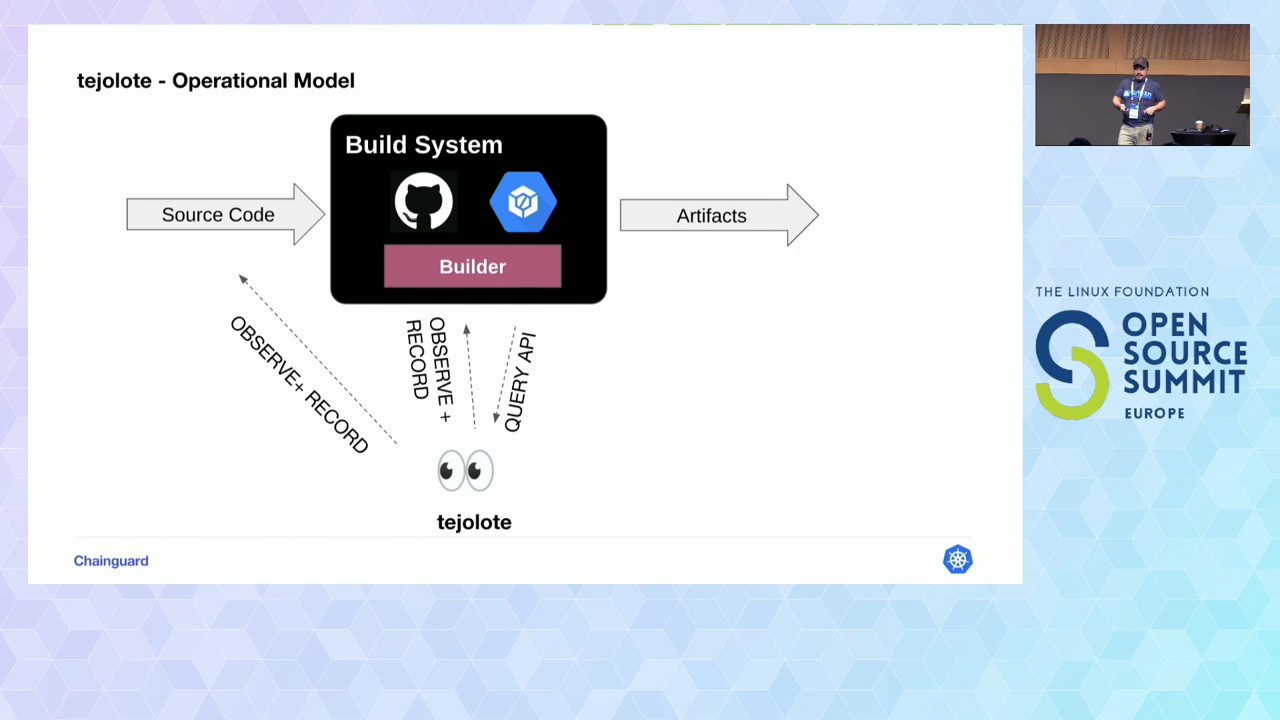 tejolote - Operational Model
Build System
Source Code
Artifacts
Builder
OBSERVE+ RECORD
OBSERVE +
RECORD
QUERY API
tejolote
Chainguard
THE LINUX FOUNDATION
OPEN
SOURCE
SUMMIT
EUROPE